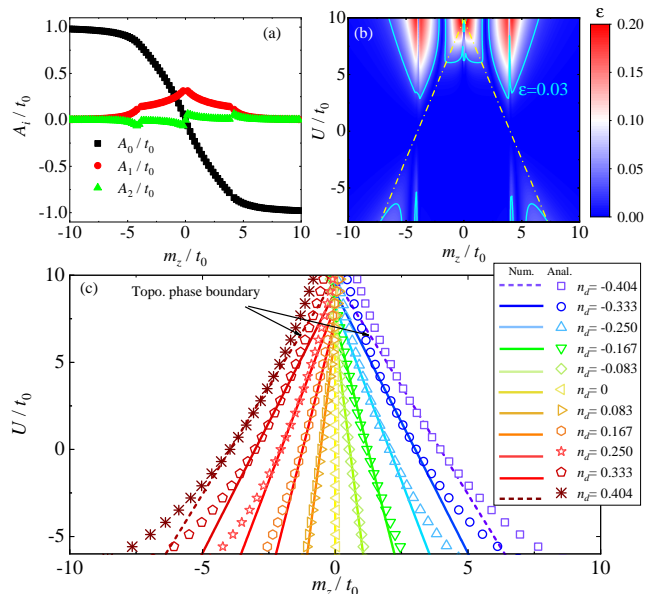 (a)
1.0
0.5
0.0
-0.5
-1.0
A_i / t_0
A_0 / t_0
A_1 / t_0
A_2 / t_0
-10 -5 0 5 10
m_z / t_0
(b)
10
5
0
-5
U / t_0
ε=0.03
-10 -5 0 5 10
m_z / t_0
ε
0.20
0.15
0.10
0.05
0.00
(c)
Topo. phase boundary
10
5
0
-5
U / t_0
-10 -5 0 5 10
m_z / t_0
Num. Anal.
n_d= -0.404
n_d= -0.333
n_d= -0.250
n_d= -0.167
n_d= -0.083
n_d= 0
n_d= 0.083
n_d= 0.167
n_d= 0.250
n_d= 0.333
n_d= 0.404